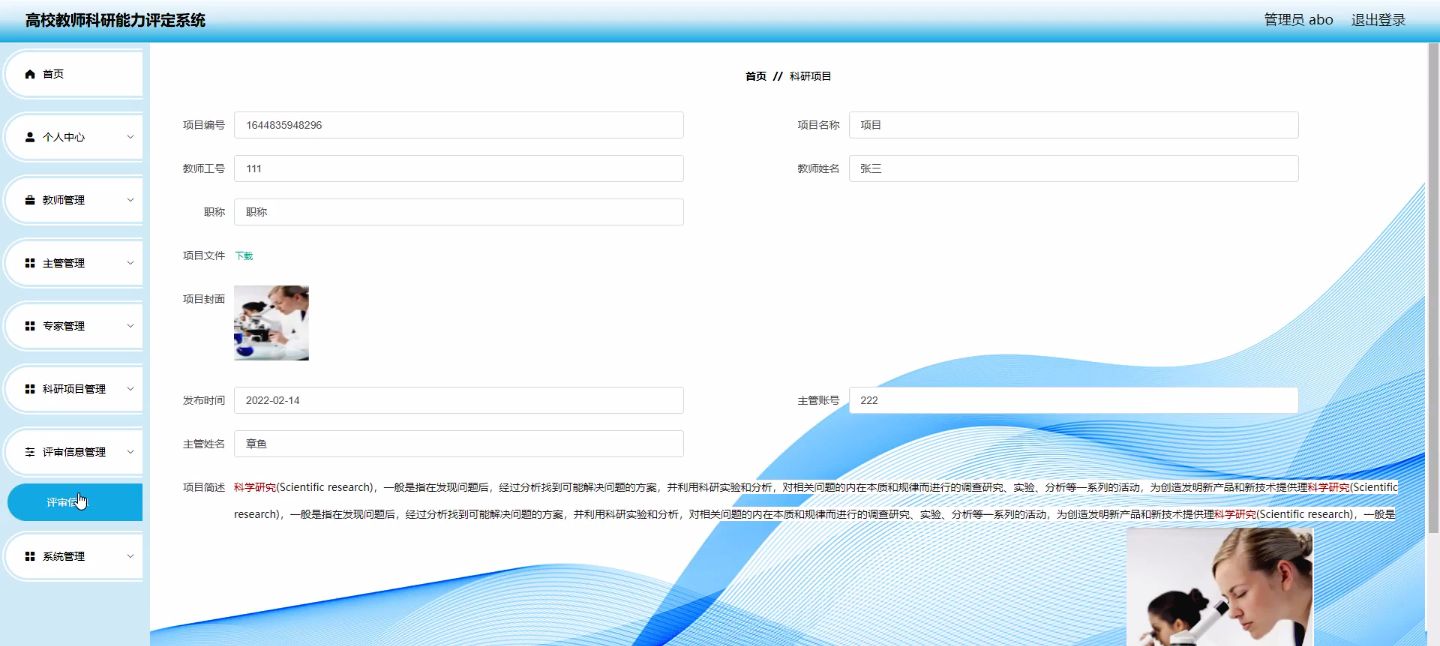 高校教师科研能力评定系统
管理员 abo 退出登录
首页
个人中心
教师管理
主管管理
专家管理
科研项目管理
评审信息管理
评审信
系统管理
首页 // 科研项目
项目编号 1644835948296 项目名称 项目
教师工号 111 教师姓名 张三
职称 职称
项目文件 下载
项目封面
发布时间 2022-02-14 主管账号 222
主管姓名 章鱼
项目简述 科学研究(Scientific research)，一般是指在发现问题后，经过分析找到可能解决问题的方案，并利用科研实验和分析，对相关问题的内在本质和规律而进行的调查研究、实验、分析等一系列的活动，为创造发明新产品和新技术提供理科学研究(Scientific
research)，一般是指在发现问题后，经过分析找到可能解决问题的方案，并利用科研实验和分析，对相关问题的内在本质和规律而进行的调查研究、实验、分析等一系列的活动，为创造发明新产品和新技术提供理科学研究(Scientific research)，一般是